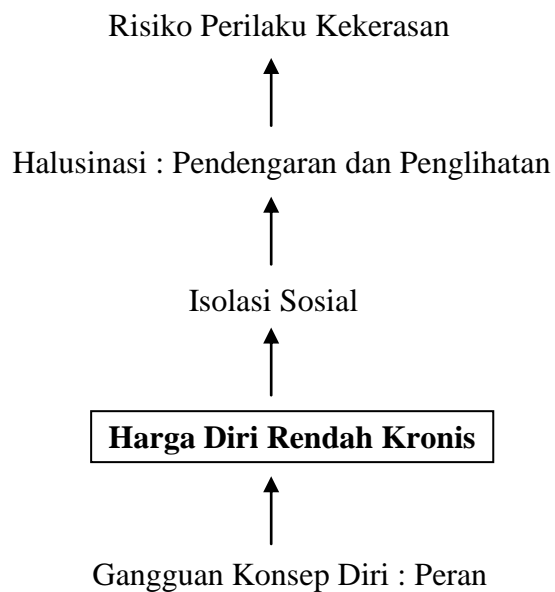 Risiko Perilaku Kekerasan
Halusinasi : Pendengaran dan Penglihatan
Isolasi Sosial
Harga Diri Rendah Kronis
Gangguan Konsep Diri : Peran